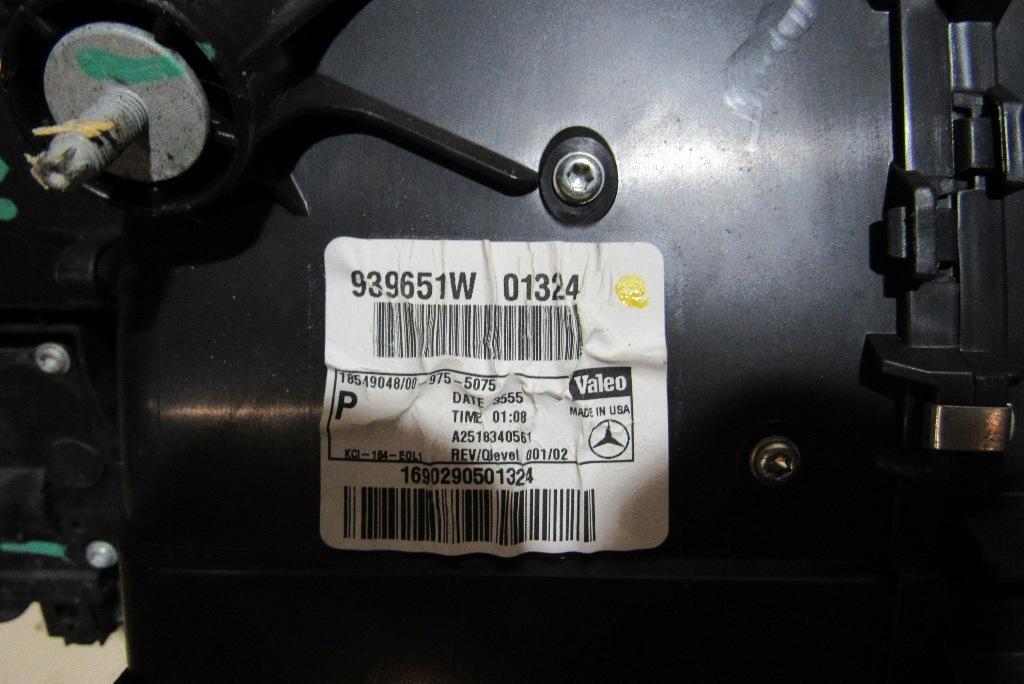 939651W 01324
18549048/00-975-5075
Valeo
P
DATE 3555
TIME 01:08
MADE IN USA
A2518340561
KCI-164-EOL1 REV/Qlevel 001/02
1690290501324